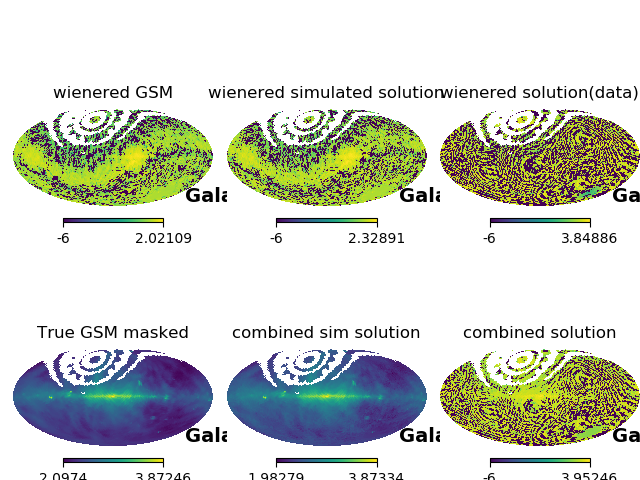 wienered GSM
wienered simulated solution
wienered solution(data)
Gala
Gala
Ga
-6 2.02109
-6 2.32891
-6 3.84886
True GSM masked
combined sim solution
combined solution
Gala
Gala
Ga
2.0974 3.87246
1.98279 3.87334
-6 3.95246